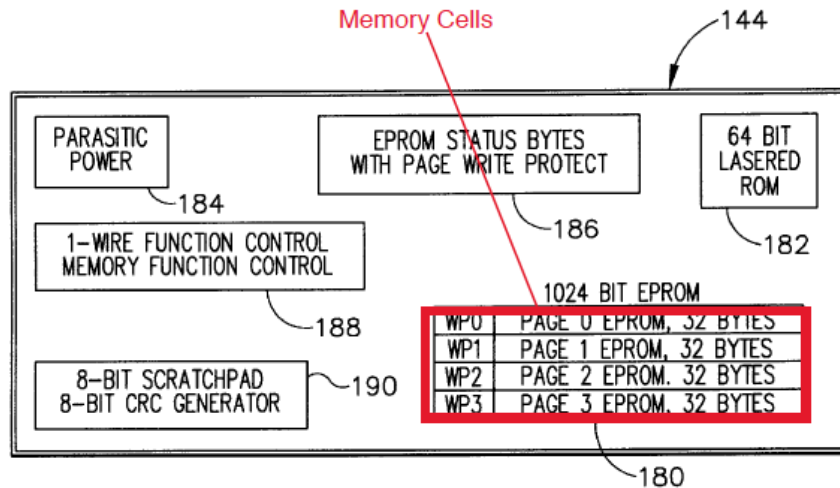 Memory Cells
144
PARASITIC
POWER
184
EPROM STATUS BYTES
WITH PAGE WRITE PROTECT
186
64 BIT
LASERED
ROM
182
1-WIRE FUNCTION CONTROL
MEMORY FUNCTION CONTROL
188
1024 BIT EPROM
WP0 PAGE 0 EPROM, 32 BYTES
WP1 PAGE 1 EPROM, 32 BYTES
WP2 PAGE 2 EPROM. 32 BYTES
WP3 PAGE 3 EPROM, 32 BYTES
180
8-BIT SCRATCHPAD
8-BIT CRC GENERATOR
190